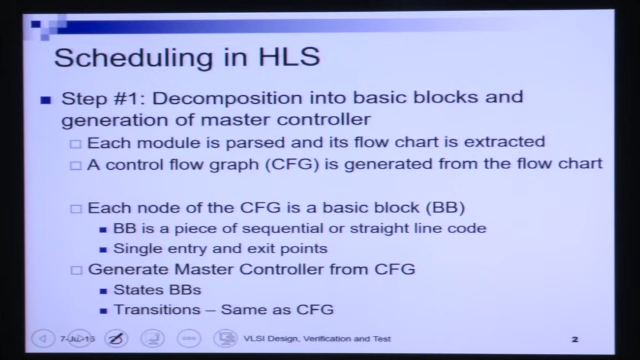 Scheduling in HLS
Step #1: Decomposition into basic blocks and
generation of master controller
Each module is parsed and its flow chart is extracted
A control flow graph (CFG) is generated from the flow chart
Each node of the CFG is a basic block (BB)
BB is a piece of sequential or straight line code
Single entry and exit points
Generate Master Controller from CFG
States BBs
Transitions – Same as CFG
VLSI Design, Verification and Test
2